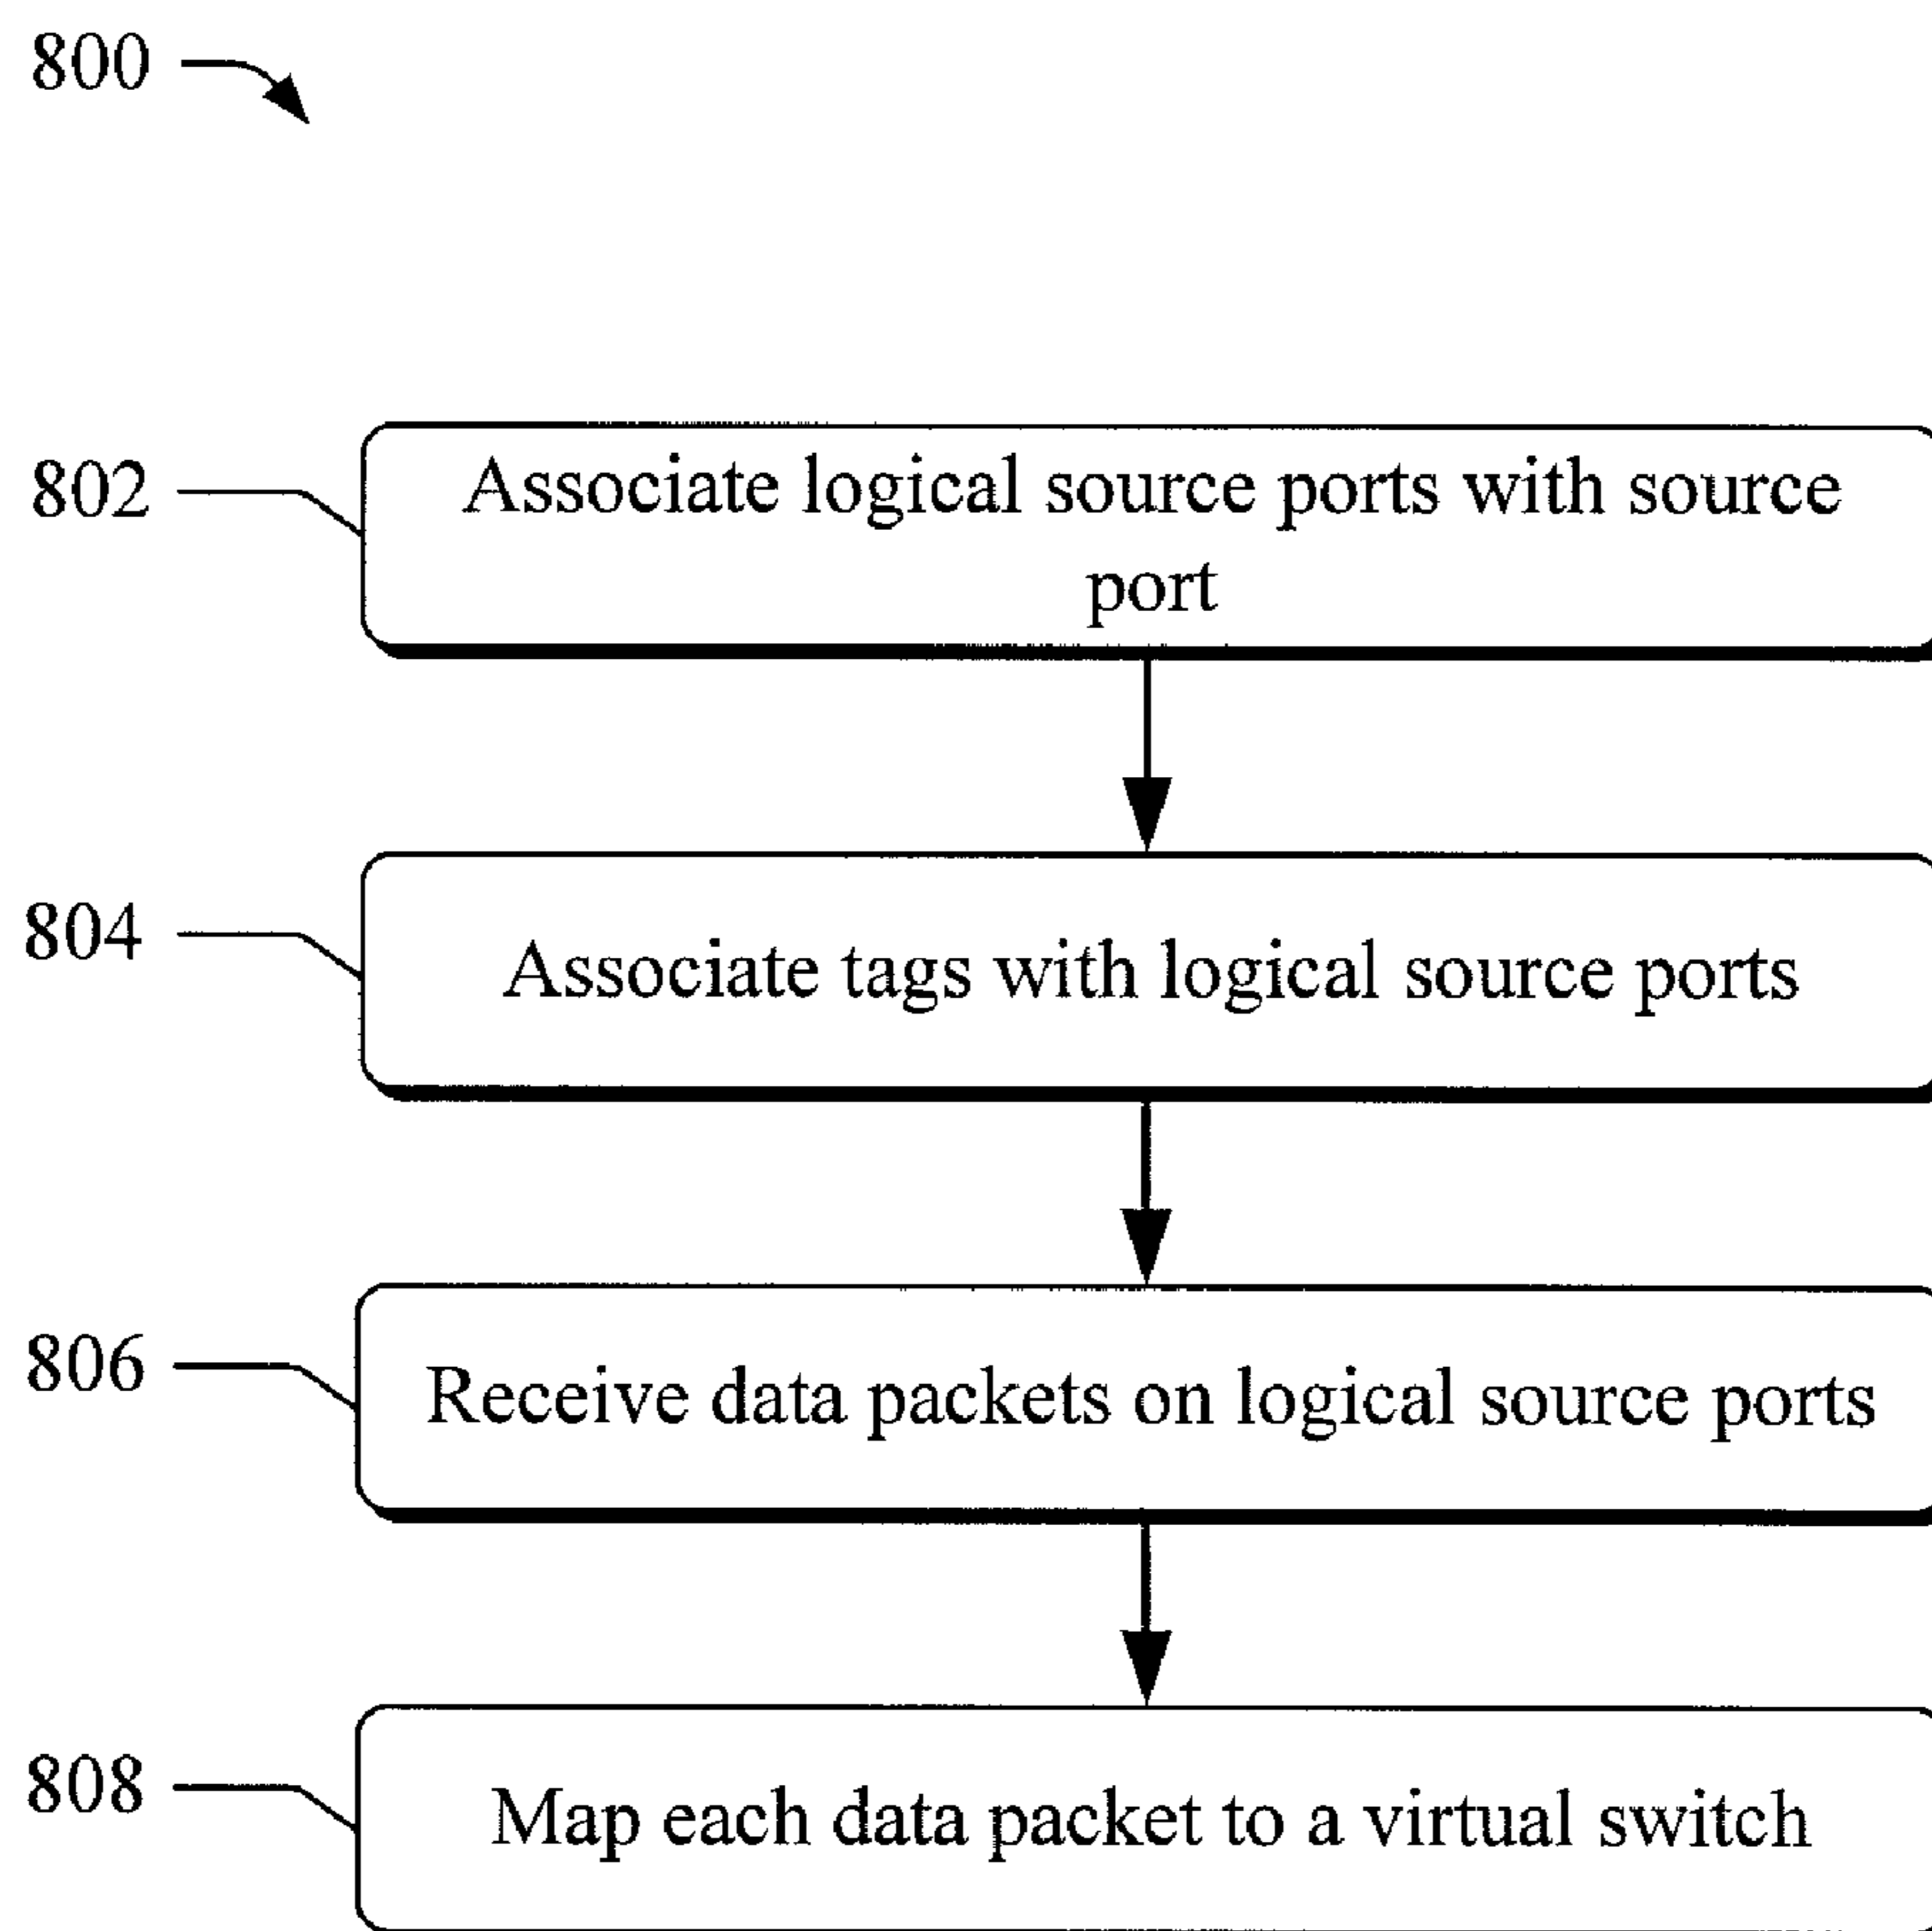 800
802
Associate logical source ports with source
port
804
Associate tags with logical source ports
806
Receive data packets on logical source ports
808
Map each data packet to a virtual switch